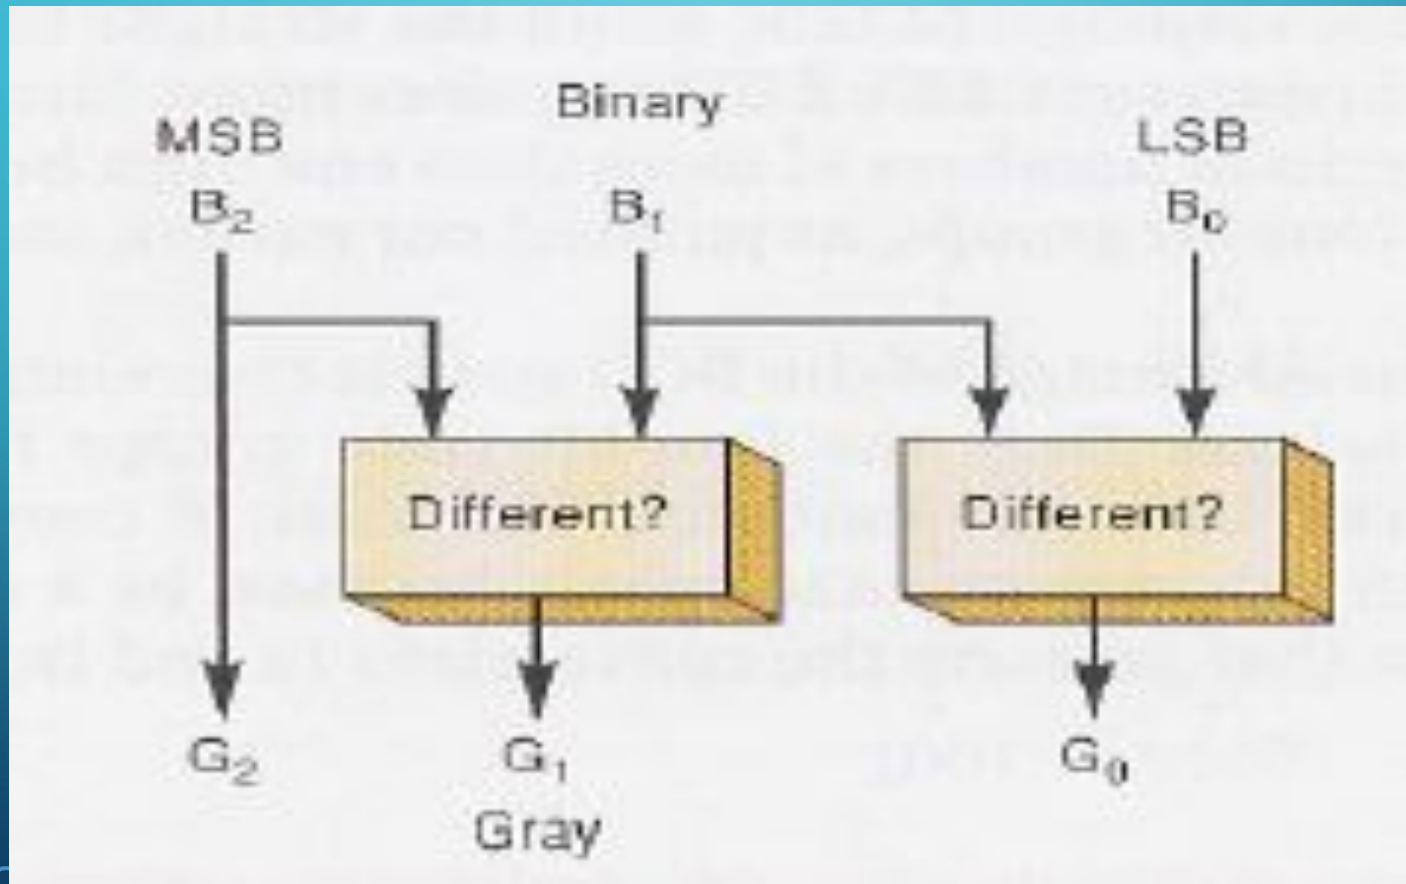 Binary
MSB LSB
B₂ B₁ B₀
Different? Different?
G₂ G₁ G₀
Gray